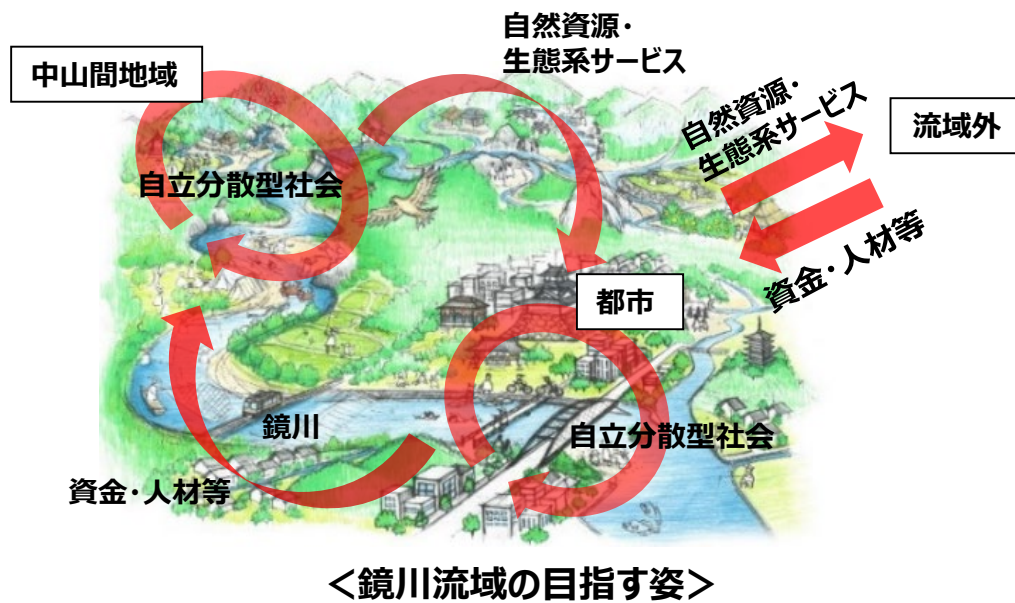 自然資源・
生態系サービス
中山間地域
自然資源・
生態系サービス
流域外
自立分散型社会
資金・人材等
都市
鏡川
自立分散型社会
資金・人材等
＜鏡川流域の目指す姿＞